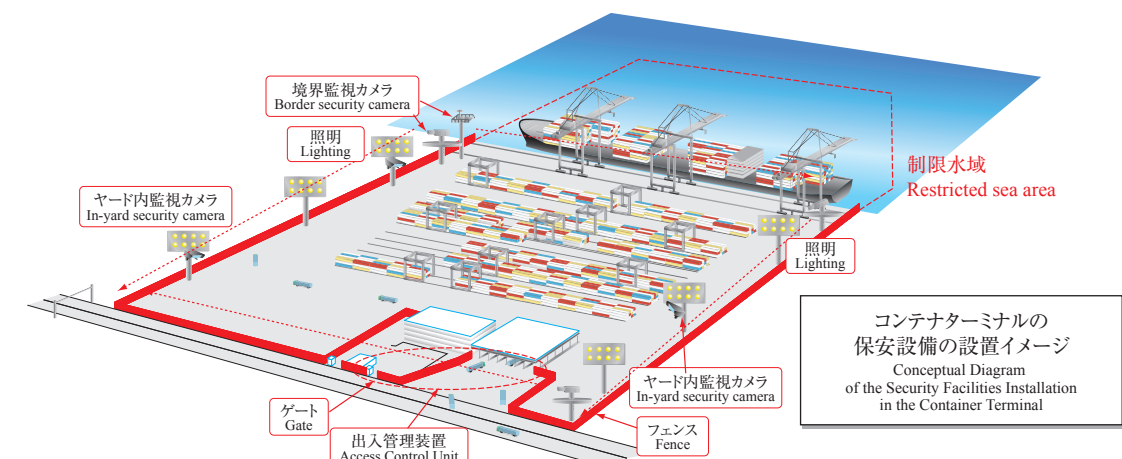 境界監視カメラ
Border security camera
照明
Lighting
ヤード内監視カメラ
In-yard security camera
制限水域
Restricted sea area
照明
Lighting
コンテナターミナルの
保安設備の設置イメージ
Conceptual Diagram
of the Security Facilities Installation
in the Container Terminal
ヤード内監視カメラ
In-yard security camera
ゲート
Gate
出入管理装置
Access Control Unit
フェンス
Fence